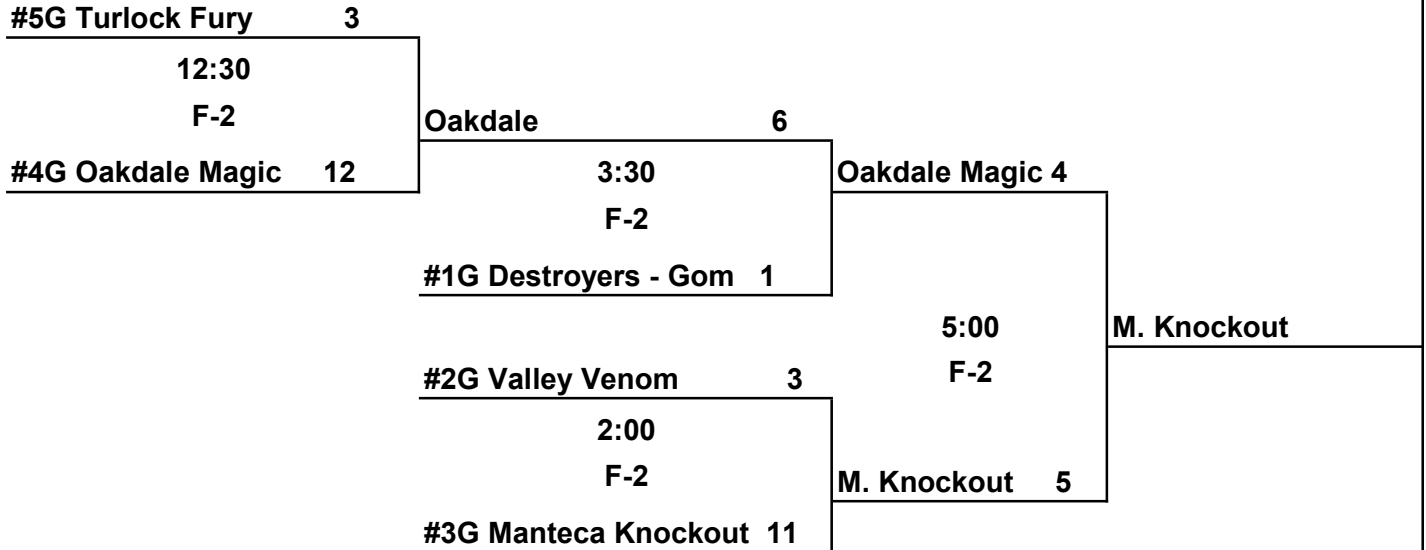 #5G Turlock Fury 3
12:30
F-2
#4G Oakdale Magic 12
Oakdale 6
3:30
F-2
#1G Destroyers - Gom 1
#2G Valley Venom 3
2:00
F-2
#3G Manteca Knockout 11
Oakdale Magic 4
5:00
F-2
M. Knockout 5
M. Knockout